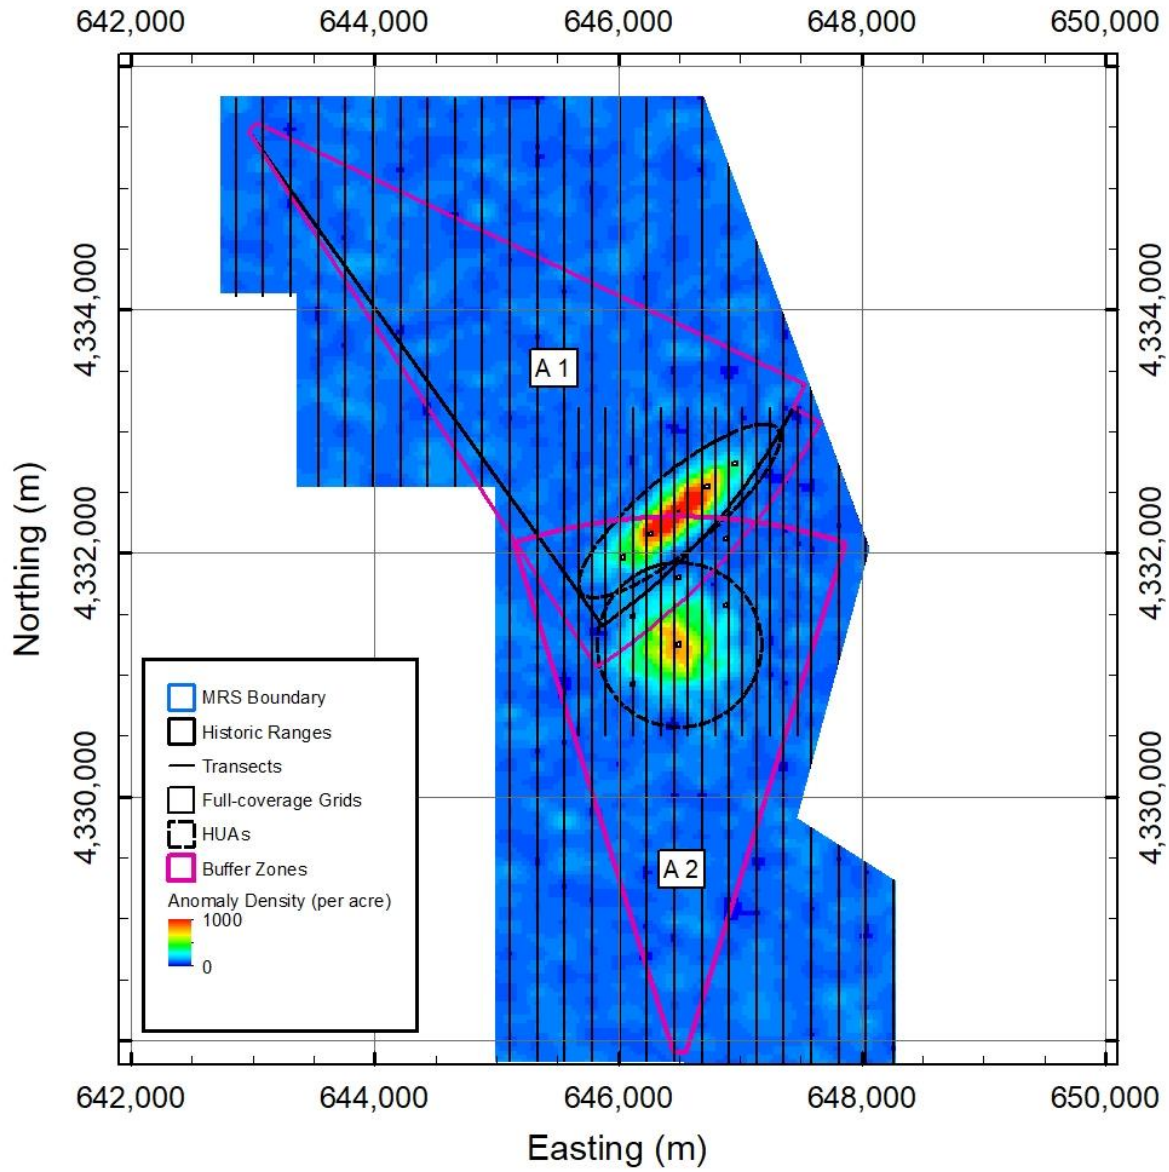 642,000 644,000 646,000 648,000 650,000
4,334,000
4,332,000
4,330,000
Northing (m)
A 1
A 2
MRS Boundary
Historic Ranges
Transects
Full-coverage Grids
HUAs
Buffer Zones
Anomaly Density (per acre)
1000
0
4,334,000
4,332,000
4,330,000
642,000 644,000 646,000 648,000 650,000
Easting (m)